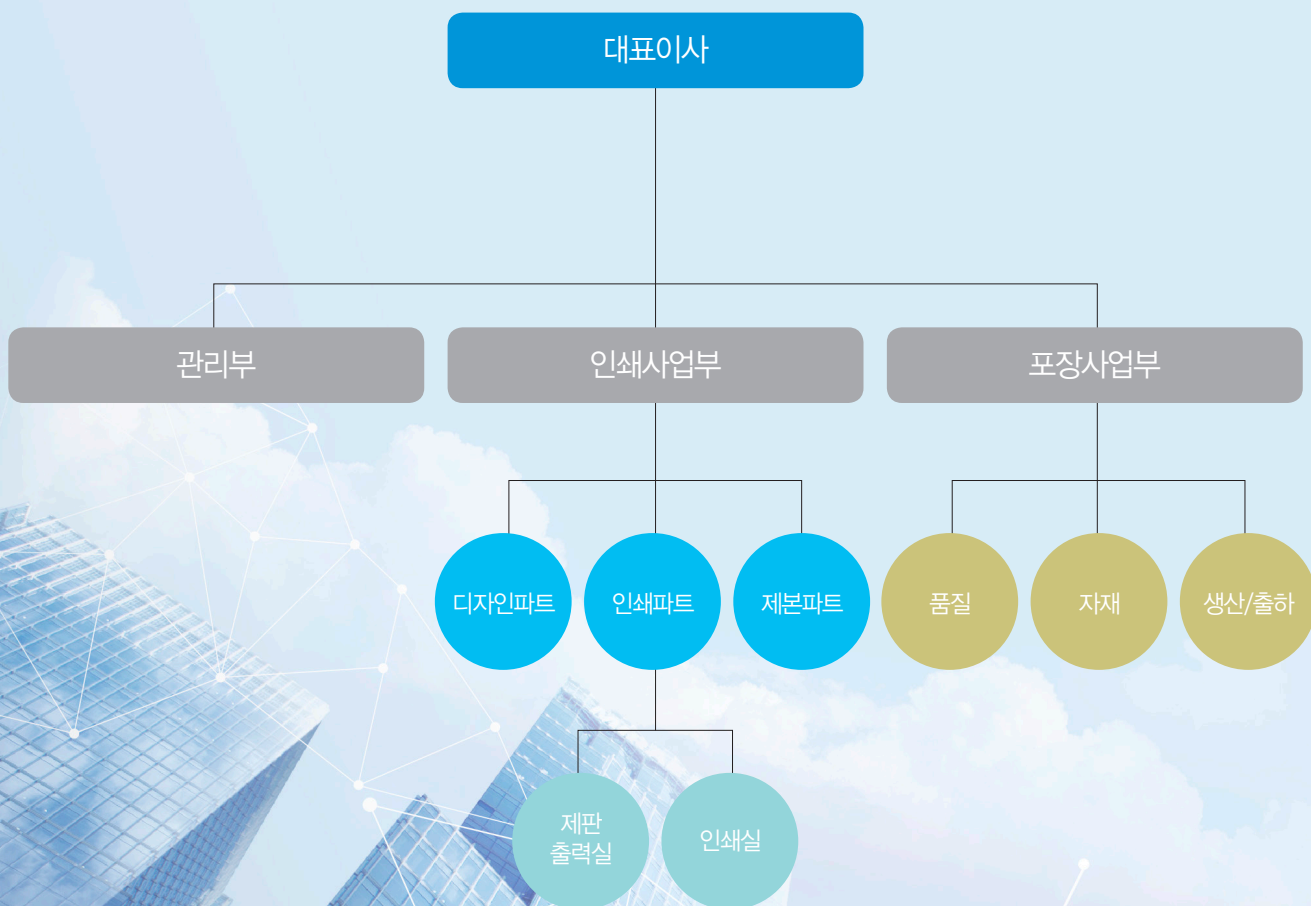 대표이사
관리부
인쇄사업부
포장사업부
디자인파트
인쇄파트
제본파트
품질
자재
생산/출하
제판
출력실
인쇄실